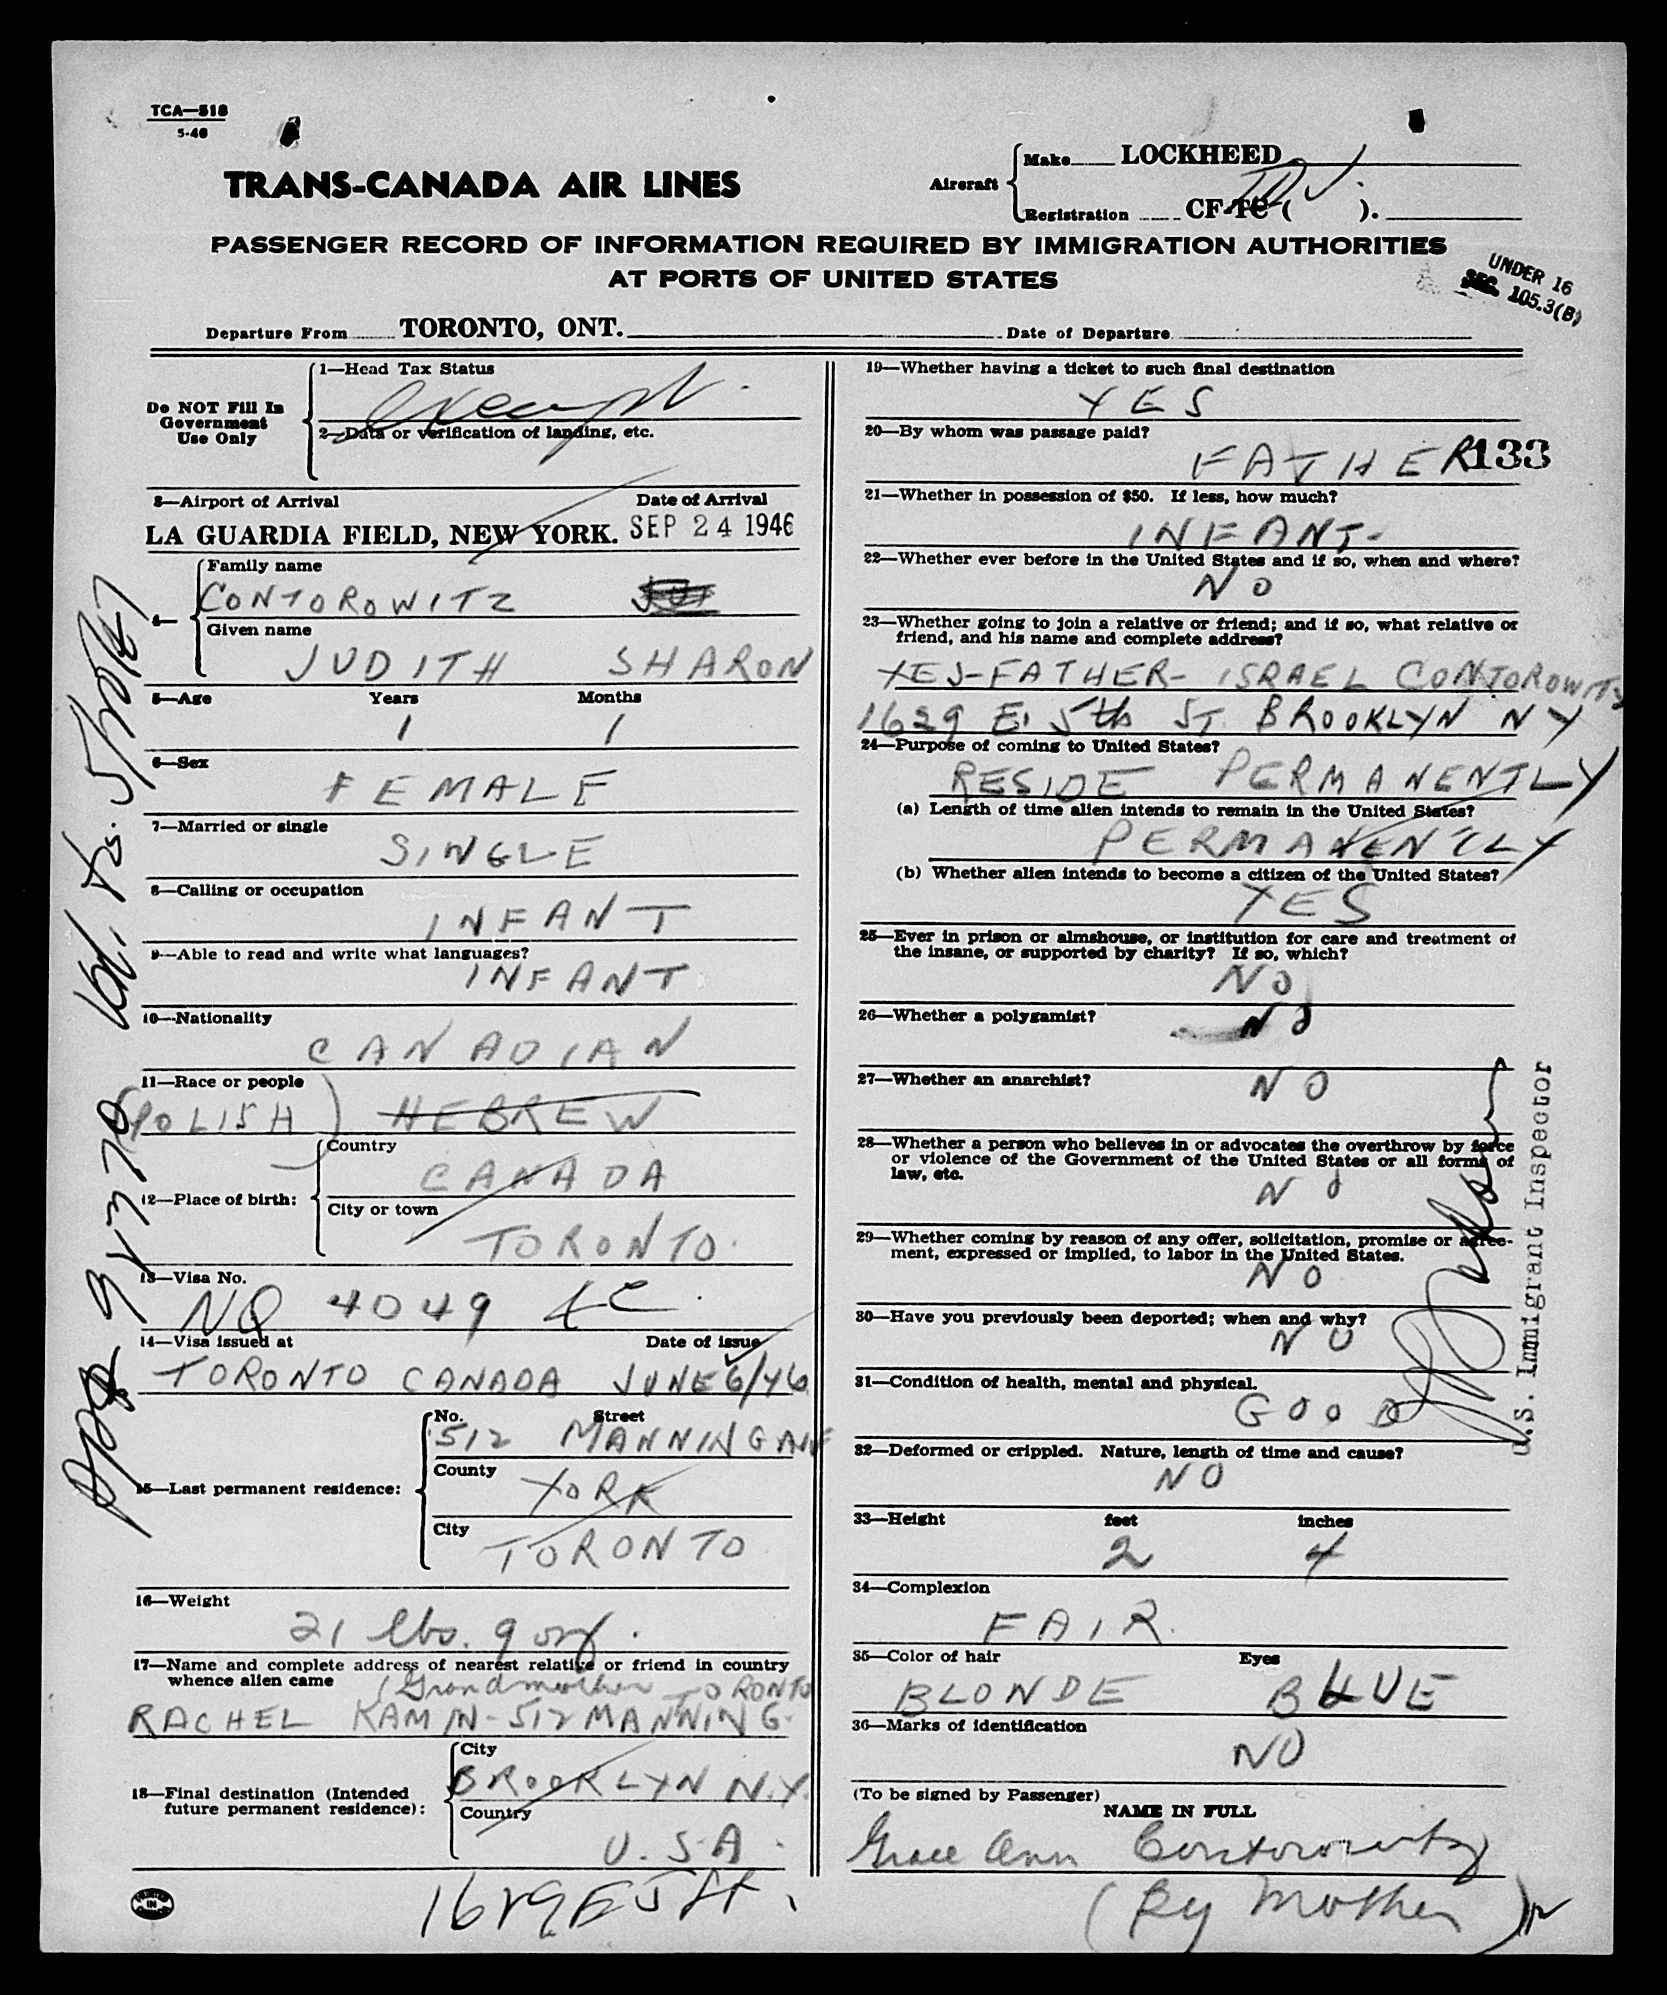 TCA—518
5-46
TRANS-CANADA AIR LINES
Aircraft
Make LOCKHEED
Registration CF-TC ( ).
PASSENGER RECORD OF INFORMATION REQUIRED BY IMMIGRATION AUTHORITIES
AT PORTS OF UNITED STATES
UNDER 16
SEC. 105.3(B)
Departure From TORONTO, ONT. Date of Departure
Do NOT Fill In
Government
Use Only
1—Head Tax Status
Exempt
2—Data or verification of landing, etc.
3—Airport of Arrival Date of Arrival
LA GUARDIA FIELD, NEW YORK. SEP 24 1946
4—
Family name
CONTOROWITZ
Given name
JUDITH SHARON
5—Age Years Months
1 1
6—Sex
FEMALE
7—Married or single
SINGLE
8—Calling or occupation
INFANT
9—Able to read and write what languages?
INFANT
10—Nationality
CANADIAN
11—Race or people
(POLISH) HEBREW
12—Place of birth:
Country
CANADA
City or town
TORONTO.
13—Visa No.
NQ 4049
14—Visa issued at Date of issue
TORONTO CANADA JUNE 6/46
15—Last permanent residence:
No. Street
512 MANNING AVE
County
YORK
City
TORONTO
16—Weight
21 lbs. 9 oz.
17—Name and complete address of nearest relative or friend in country
whence alien came
(Grandmother TORONTO
RACHEL KAMIN-512 MANNING.
18—Final destination (Intended
future permanent residence):
City
BROOKLYN N.Y.
Country
U.S.A.
1629 E 5 St.
PRINTED
IN
CANADA
19—Whether having a ticket to such final destination
YES
20—By whom was passage paid?
FATHER
133
21—Whether in possession of $50. If less, how much?
INFANT-
22—Whether ever before in the United States and if so, when and where?
NO
23—Whether going to join a relative or friend; and if so, what relative or
friend, and his name and complete address?
YES-FATHER- ISRAEL CONTOROWITZ
1629 E. 5th ST. BROOKLYN NY
24—Purpose of coming to United States?
RESIDE PERMANENTLY
(a) Length of time alien intends to remain in the United States?
PERMANENTLY
(b) Whether alien intends to become a citizen of the United States?
YES
25—Ever in prison or almshouse, or institution for care and treatment of
the insane, or supported by charity? If so, which?
NO
26—Whether a polygamist?
NO
27—Whether an anarchist?
NO
28—Whether a person who believes in or advocates the overthrow by force
or violence of the Government of the United States or all forms of
law, etc.
NO
29—Whether coming by reason of any offer, solicitation, promise or agree-
ment, expressed or implied, to labor in the United States.
NO
30—Have you previously been deported; when and why?
NO
31—Condition of health, mental and physical.
GOOD
32—Deformed or crippled. Nature, length of time and cause?
NO
33—Height feet inches
2 4
34—Complexion
FAIR.
35—Color of hair Eyes
BLONDE BLUE
36—Marks of identification
NO
(To be signed by Passenger)
NAME IN FULL
Grace Ann Contorowitz
(By Mother)
U.S. Immigrant Inspector